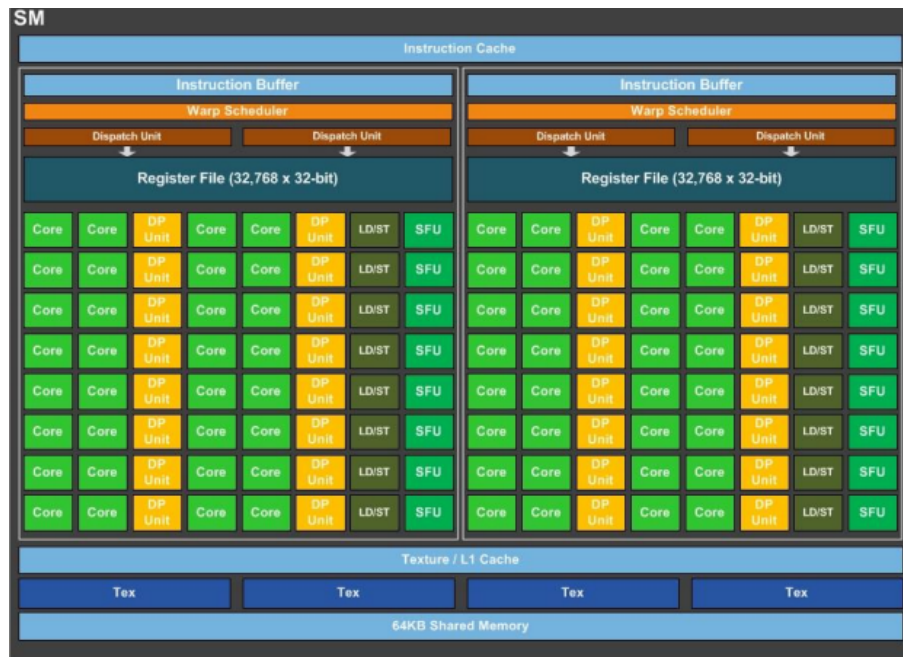 SM
Instruction Cache
Instruction Buffer Instruction Buffer
Warp Scheduler Warp Scheduler
Dispatch Unit Dispatch Unit Dispatch Unit Dispatch Unit
Register File (32,768 x 32-bit) Register File (32,768 x 32-bit)
Core Core DP Unit Core Core DP Unit LD/ST SFU Core Core DP Unit Core Core DP Unit LD/ST SFU
Core Core DP Unit Core Core DP Unit LD/ST SFU Core Core DP Unit Core Core DP Unit LD/ST SFU
Core Core DP Unit Core Core DP Unit LD/ST SFU Core Core DP Unit Core Core DP Unit LD/ST SFU
Core Core DP Unit Core Core DP Unit LD/ST SFU Core Core DP Unit Core Core DP Unit LD/ST SFU
Core Core DP Unit Core Core DP Unit LD/ST SFU Core Core DP Unit Core Core DP Unit LD/ST SFU
Core Core DP Unit Core Core DP Unit LD/ST SFU Core Core DP Unit Core Core DP Unit LD/ST SFU
Core Core DP Unit Core Core DP Unit LD/ST SFU Core Core DP Unit Core Core DP Unit LD/ST SFU
Core Core DP Unit Core Core DP Unit LD/ST SFU Core Core DP Unit Core Core DP Unit LD/ST SFU
Texture / L1 Cache
Tex Tex Tex Tex
64KB Shared Memory